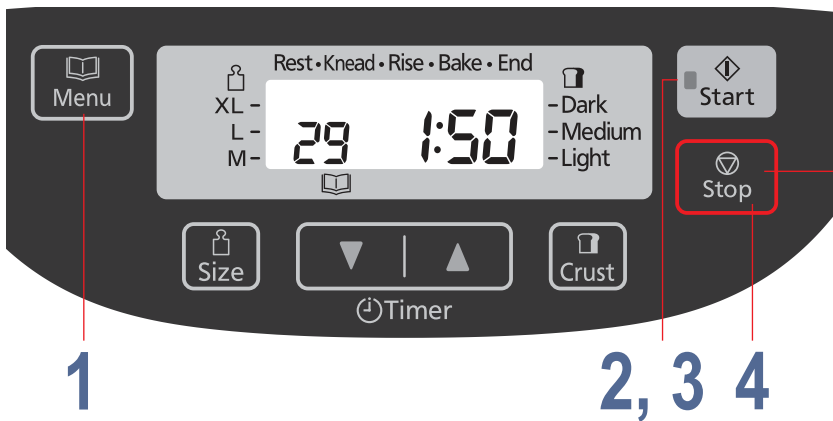 Menu
Rest • Knead • Rise • Bake • End
XL –
L –
M –
29
1:50
– Dark
– Medium
– Light
Start
Stop
Size
Timer
Crust
1
2, 3
4